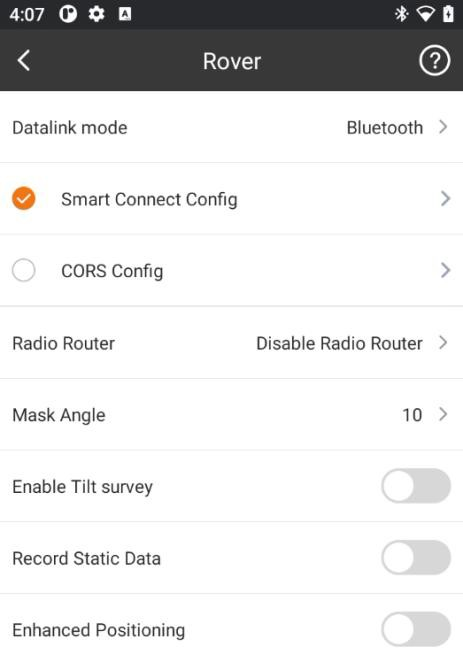 4:07
Rover
Datalink mode Bluetooth
Smart Connect Config
CORS Config
Radio Router Disable Radio Router
Mask Angle 10
Enable Tilt survey
Record Static Data
Enhanced Positioning